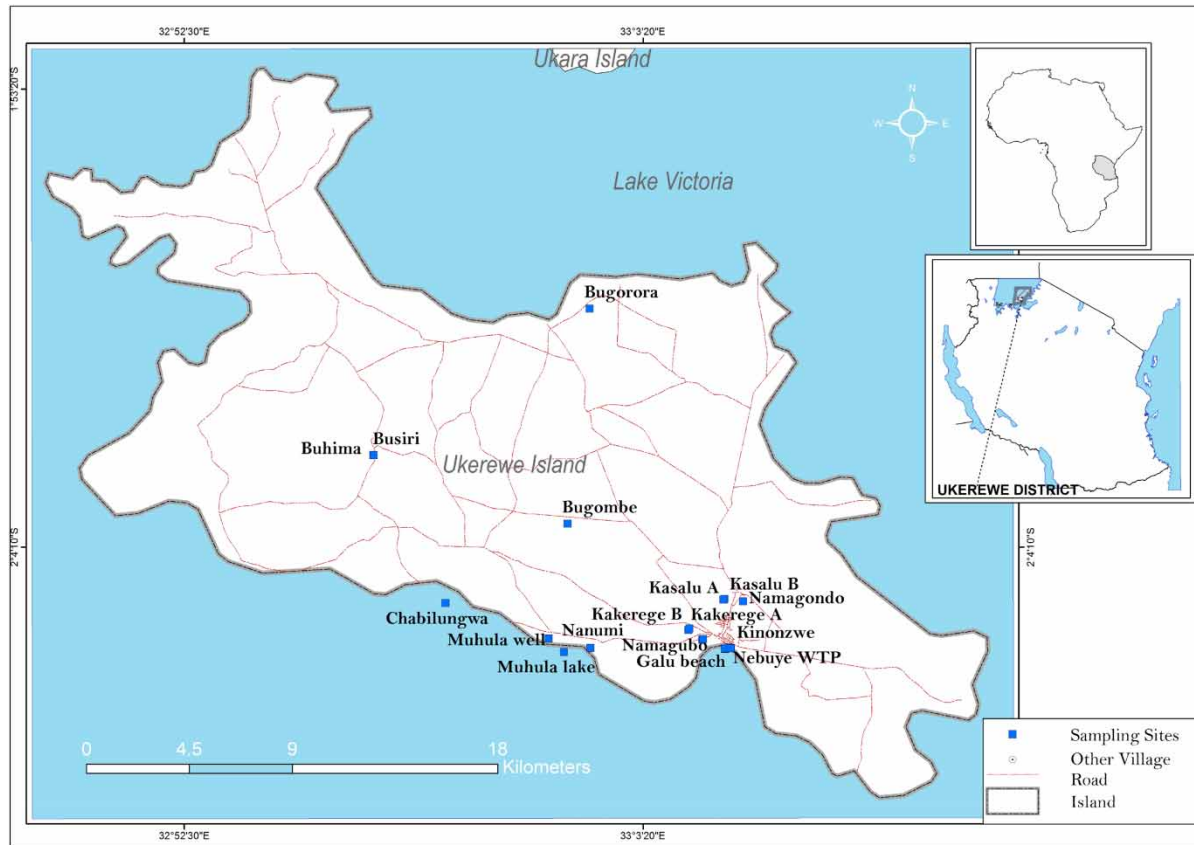 32°52'30"E
33°3'20"E
Ukara Island
1°53'20"S
N
W
E
S
Lake Victoria
Bugorora
Busiri
Buhima
Ukerewe Island
UKEREWE DISTRICT
Bugombe
2°4'10"S
2°4'10"S
Kasalu A
Kasalu B
Namagondo
Chabilungwa
Kakerege B
Kakerege A
Muhula well
Nanumi
Kinonzwe
Namagubo
Muhula lake
Galu beach
Nebuye WTP
0
4.5
9
18
Kilometers
Sampling Sites
Other Village
Road
Island
32°52'30"E
33°3'20"E